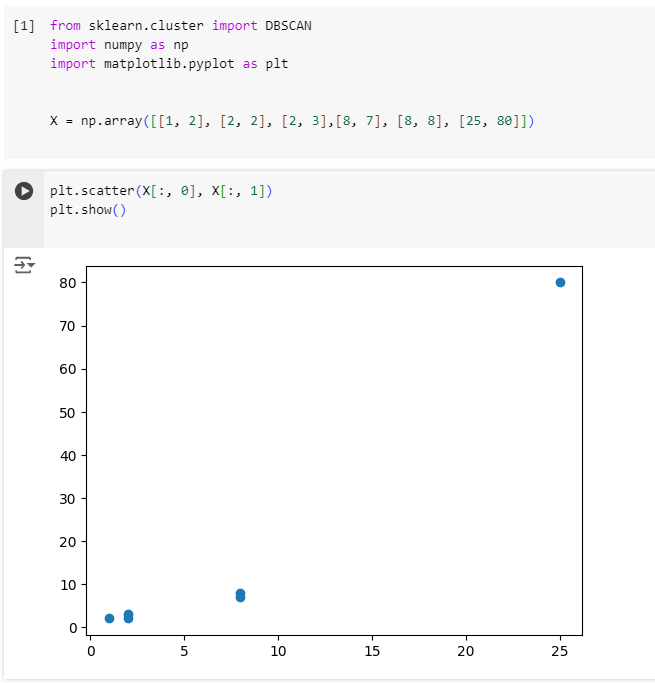 [1] from sklearn.cluster import DBSCAN
import numpy as np
import matplotlib.pyplot as plt
X = np.array([[1, 2], [2, 2], [2, 3],[8, 7], [8, 8], [25, 80]])
plt.scatter(X[:, 0], X[:, 1])
plt.show()
80
70
60
50
40
30
20
10
0
0 5 10 15 20 25